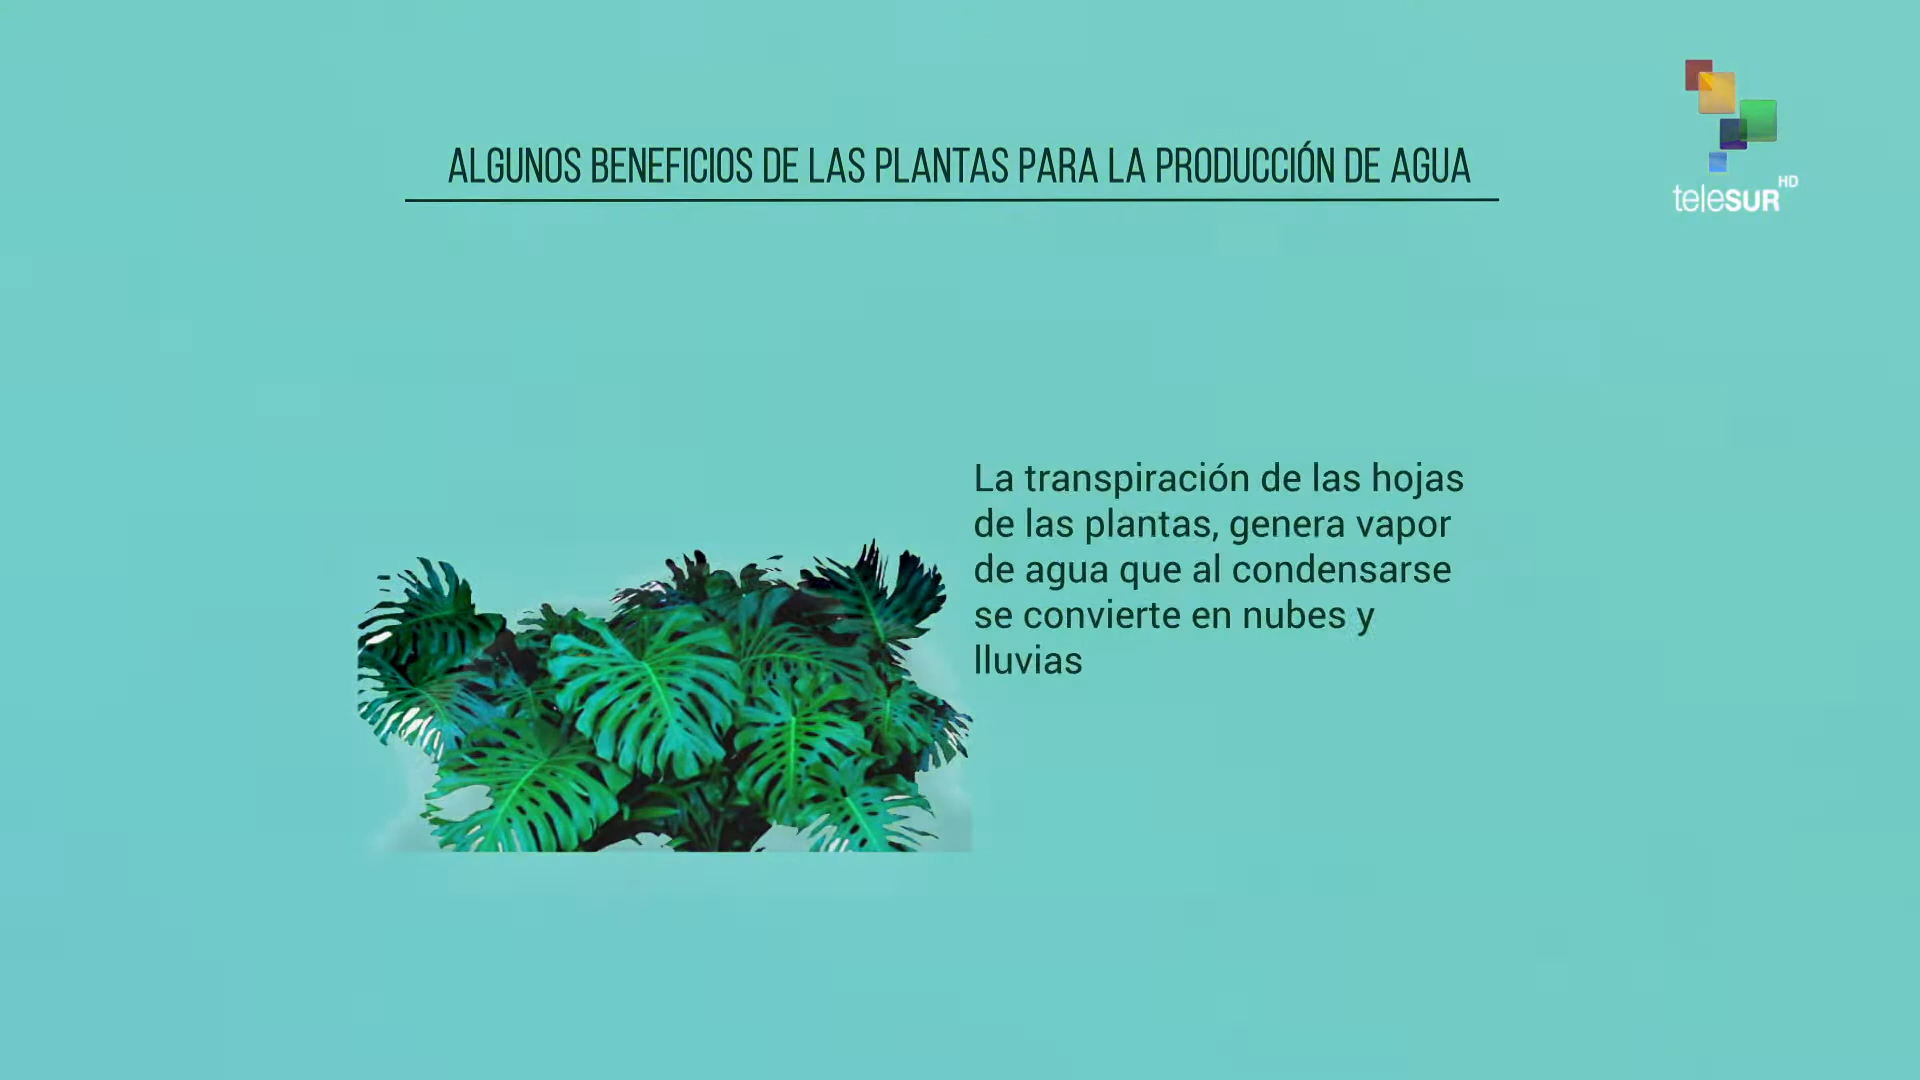 ALGUNOS BENEFICIOS DE LAS PLANTAS PARA LA PRODUCCIÓN DE AGUA
teleSUR HD
La transpiración de las hojas
de las plantas, genera vapor
de agua que al condensarse
se convierte en nubes y
lluvias